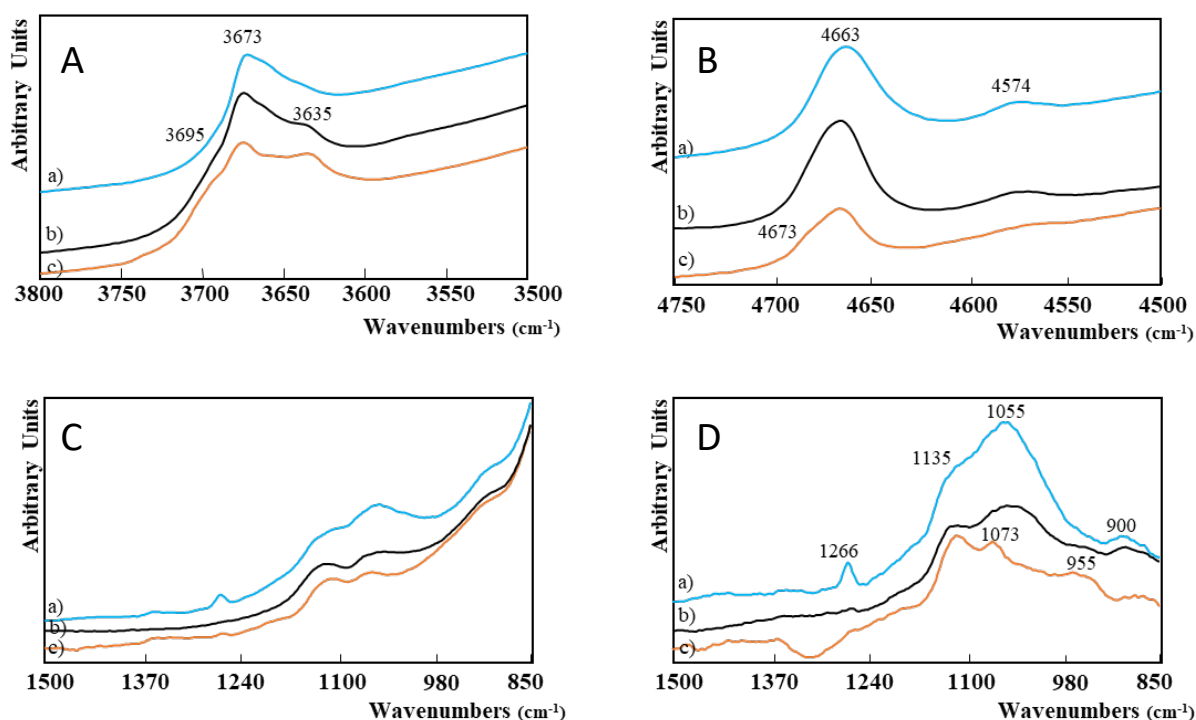 Arbitrary Units
A
3673
3695
3635
a)
b)
c)
3800 3750 3700 3650 3600 3550 3500
Wavenumbers (cm-1)
Arbitrary Units
B
4663
4574
a)
b)
4673
c)
4750 4700 4650 4600 4550 4500
Wavenumbers (cm-1)
Arbitrary Units
C
a)
b)
c)
1500 1370 1240 1100 980 850
Wavenumbers (cm-1)
Arbitrary Units
D
1055
1135
1266
1073
900
955
a)
b)
c)
1500 1370 1240 1100 980 850
Wavenumbers (cm-1)